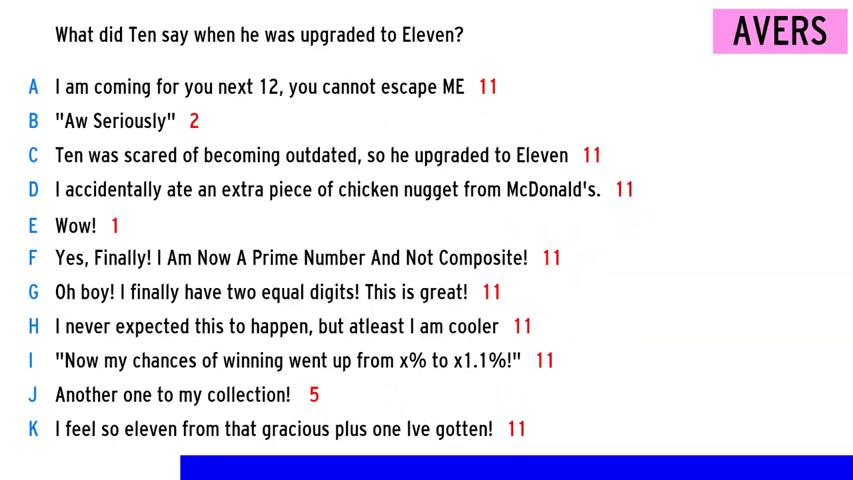 What did Ten say when he was upgraded to Eleven?
AVERS
A I am coming for you next 12, you cannot escape ME 11
B "Aw Seriously" 2
C Ten was scared of becoming outdated, so he upgraded to Eleven 11
D I accidentally ate an extra piece of chicken nugget from McDonald's. 11
E Wow! 1
F Yes, Finally! I Am Now A Prime Number And Not Composite! 11
G Oh boy! I finally have two equal digits! This is great! 11
H I never expected this to happen, but atleast I am cooler 11
I "Now my chances of winning went up from x% to x1.1%!" 11
J Another one to my collection! 5
K I feel so eleven from that gracious plus one Ive gotten! 11